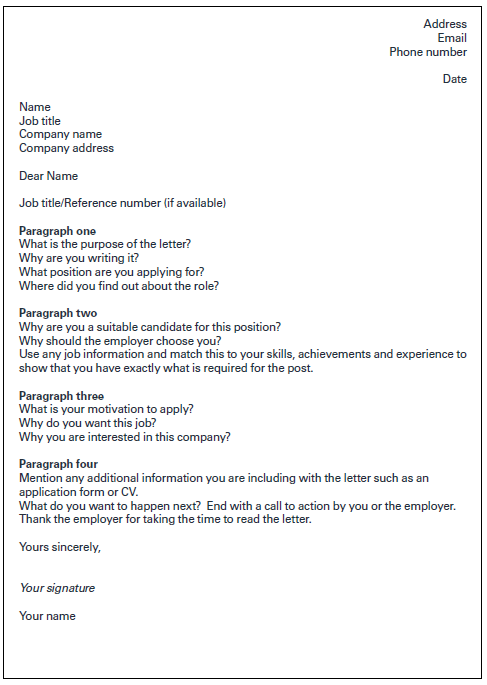 Address
Email
Phone number
Date
Name
Job title
Company name
Company address
Dear Name
Job title/Reference number (if available)
Paragraph one
What is the purpose of the letter?
Why are you writing it?
What position are you applying for?
Where did you find out about the role?
Paragraph two
Why are you a suitable candidate for this position?
Why should the employer choose you?
Use any job information and match this to your skills, achievements and experience to
show that you have exactly what is required for the post.
Paragraph three
What is your motivation to apply?
Why do you want this job?
Why you are interested in this company?
Paragraph four
Mention any additional information you are including with the letter such as an
application form or CV.
What do you want to happen next?  End with a call to action by you or the employer.
Thank the employer for taking the time to read the letter.
Yours sincerely,
Your signature
Your name